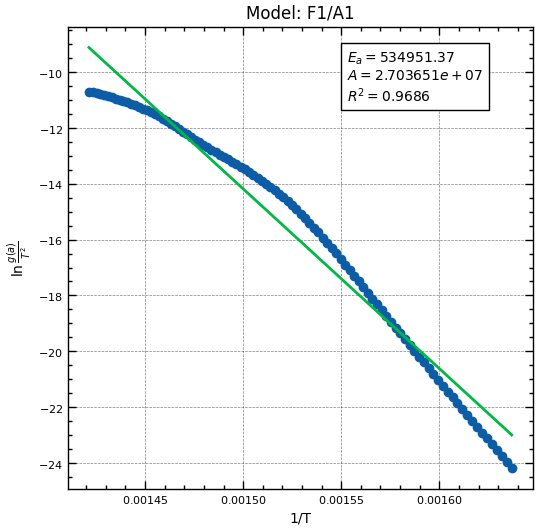 Model: F1/A1
E_a = 534951.37
A = 2.703651e + 07
R^2 = 0.9686
−10
−12
−14
−16
−18
−20
−22
−24
ln g(a)/T^2
0.00145 0.00150 0.00155 0.00160
1/T